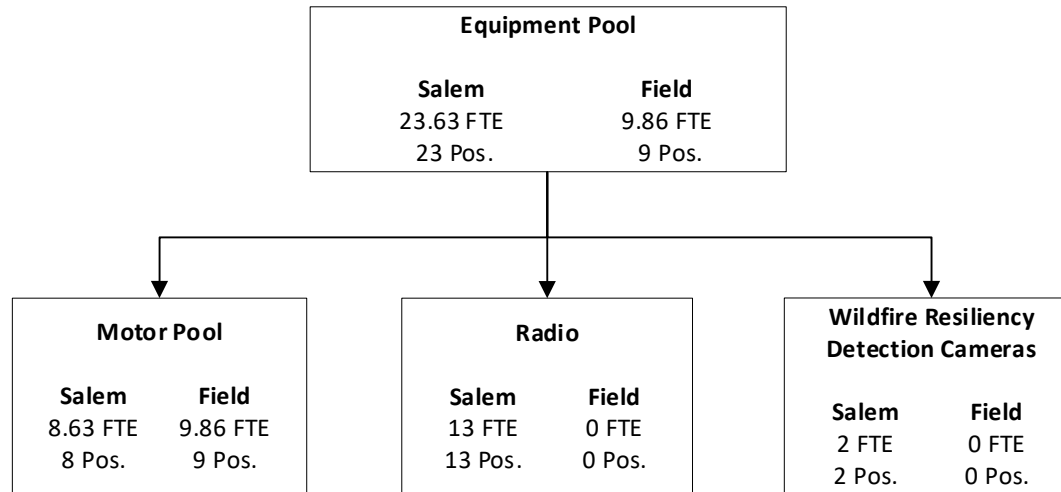 Equipment Pool
Salem Field
23.63 FTE 9.86 FTE
23 Pos. 9 Pos.
Motor Pool
Salem Field
8.63 FTE 9.86 FTE
8 Pos. 9 Pos.
Radio
Salem Field
13 FTE 0 FTE
13 Pos. 0 Pos.
Wildfire Resiliency
Detection Cameras
Salem Field
2 FTE 0 FTE
2 Pos. 0 Pos.